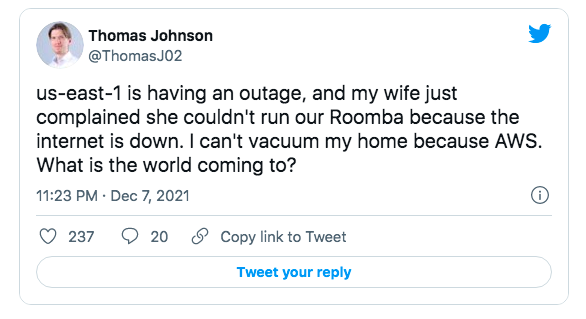 Thomas Johnson
@ThomasJ02
us-east-1 is having an outage, and my wife just
complained she couldn't run our Roomba because the
internet is down. I can't vacuum my home because AWS.
What is the world coming to?
11:23 PM · Dec 7, 2021
237 20 Copy link to Tweet
Tweet your reply